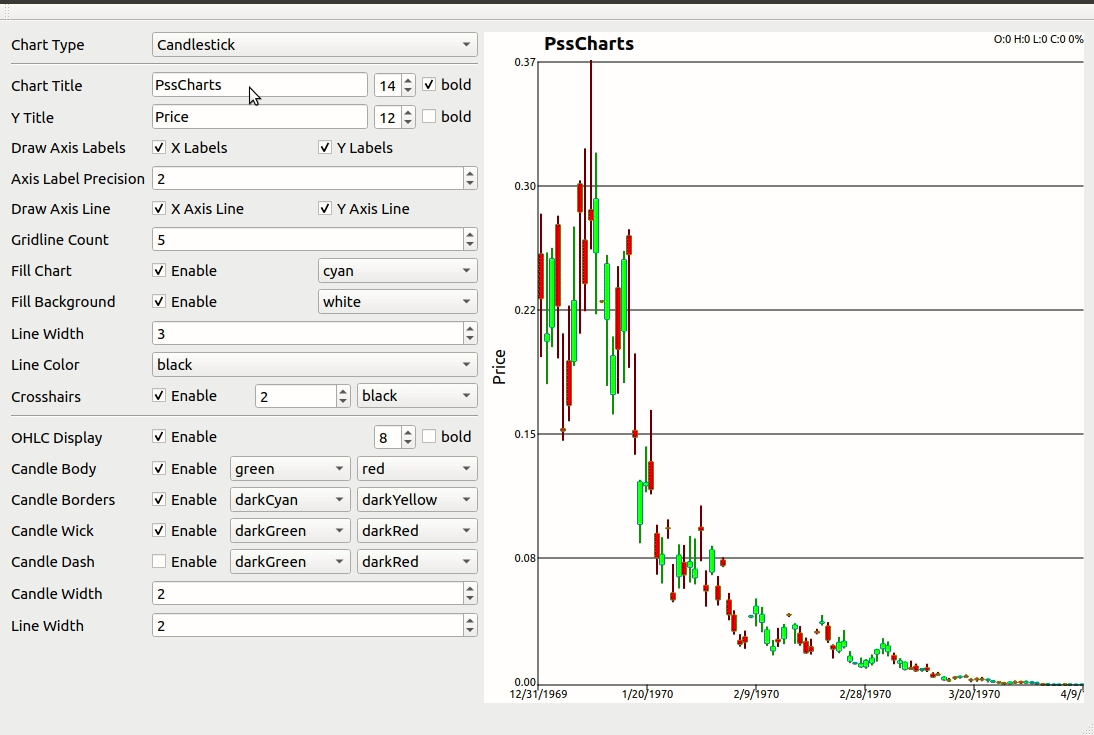 Chart Type Candlestick
Chart Title PssCharts 14 bold
Y Title Price 12 bold
Draw Axis Labels X Labels Y Labels
Axis Label Precision 2
Draw Axis Line X Axis Line Y Axis Line
Gridline Count 5
Fill Chart Enable cyan
Fill Background Enable white
Line Width 3
Line Color black
Crosshairs Enable 2 black
OHLC Display Enable 8 bold
Candle Body Enable green red
Candle Borders Enable darkCyan darkYellow
Candle Wick Enable darkGreen darkRed
Candle Dash Enable darkGreen darkRed
Candle Width 2
Line Width 2
PssCharts
O:0 H:0 L:0 C:0 0%
0.37
0.30
0.22
0.15
0.08
0.00
Price
12/31/1969 1/20/1970 2/9/1970 2/28/1970 3/20/1970 4/9/